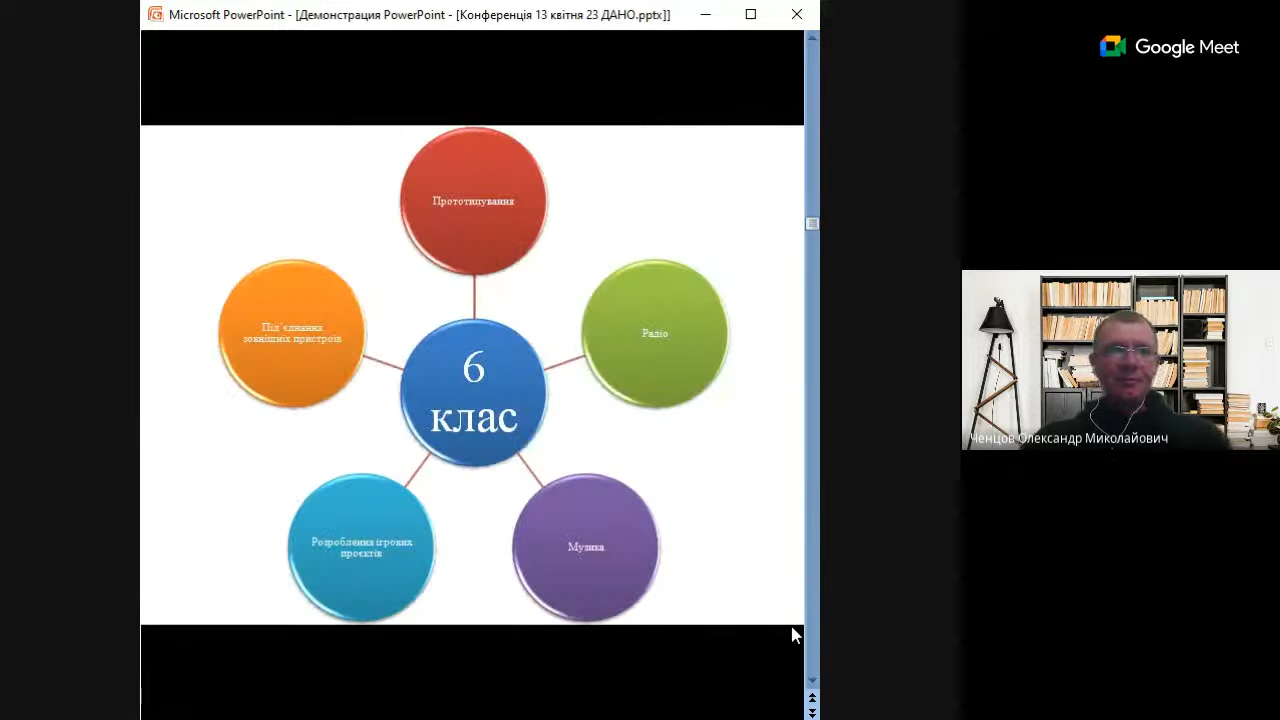 Microsoft PowerPoint - [Демонстрация PowerPoint - [Конференція 13 квітня 23 ДАНО.pptx]]
Google Meet
Прототипування
Під'єднання
зовнішніх пристроїв
Радіо
6
клас
Розроблення ігрових
проєктів
Музика
Ченцов Олександр Миколайович